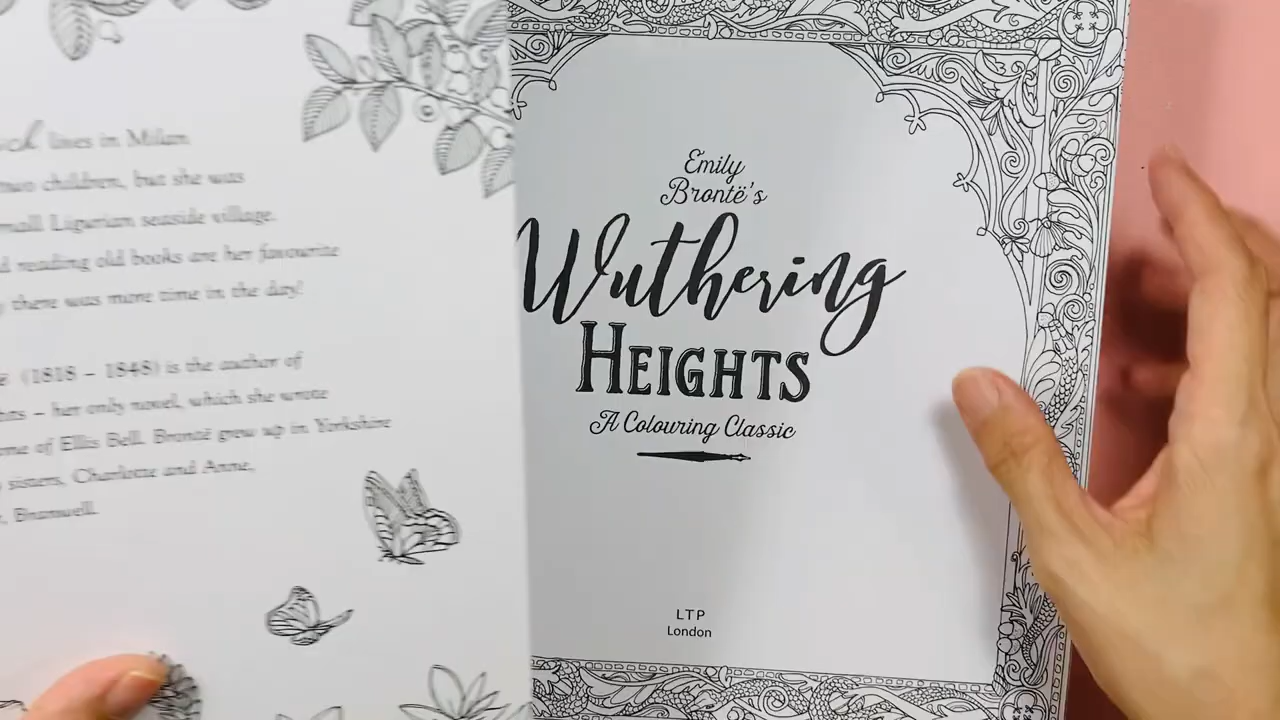 lives in Milan
two children, but she was
Ligurian seaside village.
reading old books are her favourite
there was more time in the day!
(1818 – 1848) is the author of
– her only novel, which she wrote
of Ellis Bell. Brontë grew up in Yorkshire
sisters, Charlotte and Anne,
Branwell.
Emily
Brontë's
Wuthering
HEIGHTS
A Colouring Classic
LTP
London